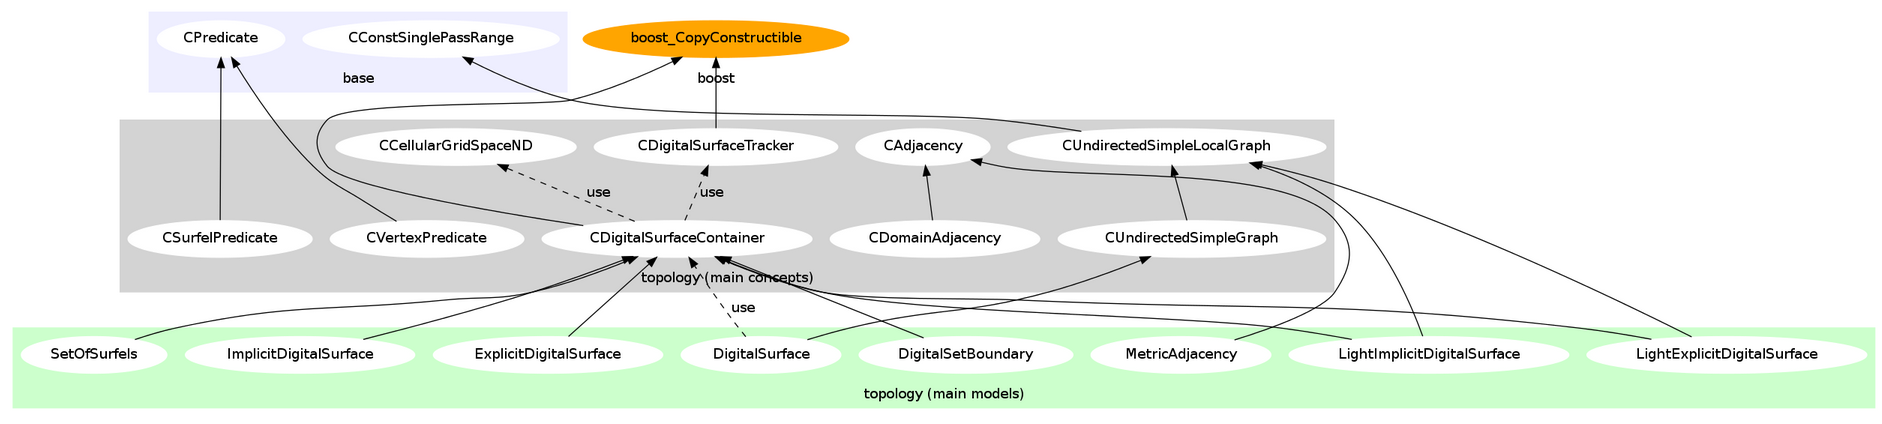 CPredicate
CConstSinglePassRange
boost_CopyConstructible
base
boost
CCellularGridSpaceND
CDigitalSurfaceTracker
CAdjacency
CUndirectedSimpleLocalGraph
use
use
CSurfelPredicate
CVertexPredicate
CDigitalSurfaceContainer
CDomainAdjacency
CUndirectedSimpleGraph
topology (main concepts)
use
SetOfSurfels
ImplicitDigitalSurface
ExplicitDigitalSurface
DigitalSurface
DigitalSetBoundary
MetricAdjacency
LightImplicitDigitalSurface
LightExplicitDigitalSurface
topology (main models)